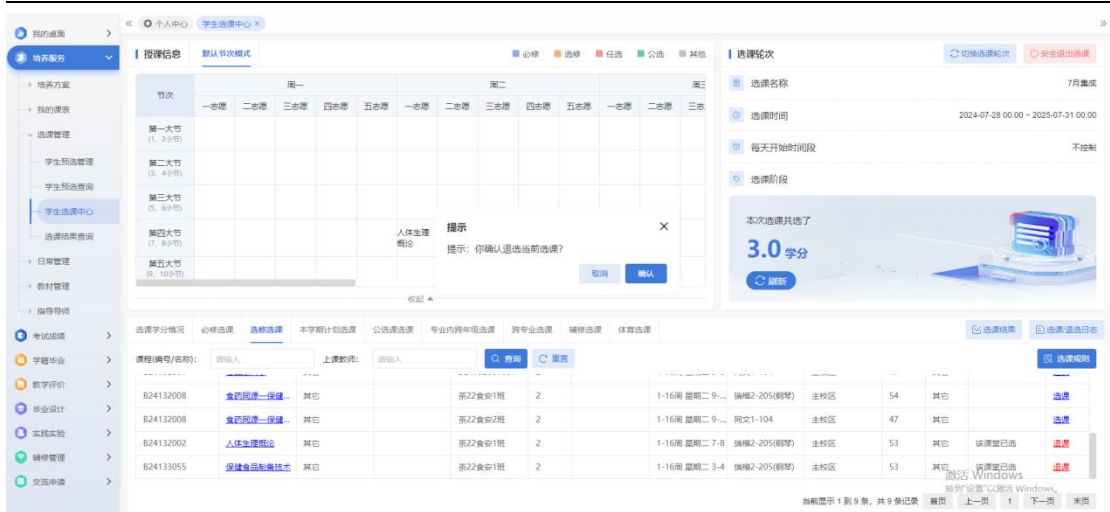 我的桌面
培养服务
培养方案
我的课表
选课管理
学生预选管理
学生预选查询
学生选课中心
选课结果查询
日常管理
教材管理
指导导师
考试成绩
学籍毕业
教学评价
毕业设计
实践实验
辅修管理
交流申请
个人中心 学生选课中心 ×
授课信息 默认节次模式 必修 选修 任选 公选 其他
节次 周一 周二 周三
一志愿 二志愿 三志愿 四志愿 五志愿 一志愿 二志愿 三志愿 四志愿 五志愿 一志愿 二志愿 三志
第一大节
(1、2小节)
第二大节
(3、4小节)
第三大节
(5、6小节)
第四大节
(7、8小节)
人体生理
概论
第五大节
(9、10小节)
收起
提示 ×
提示：你确认退选当前选课?
取消 确认
选课轮次 切换选课轮次 安全退出选课
选课名称 7月集成
选课时间 2024-07-28 00:00 ~ 2025-07-31 00:00
每天开始时间段 不控制
选课阶段
本次选课共选了
3.0 学分
刷新
选课学分情况 必修选课 选修选课 本学期计划选课 公选课选课 专业内跨年级选课 跨专业选课 辅修选课 体育选课 选课结果 选课/退选日志
课程(编号/名称): 请输入 上课教师: 请输入 查询 重置 选课规则
B24132008 食药同源—保健... 其它 茶22食安1班 2 1-16周 星期二 9-... 瑞樟2-205(钢琴) 主校区 54 其它 选课
B24132008 食药同源—保健... 其它 茶22食安2班 2 1-16周 星期二 9-... 同文1-104 主校区 47 其它 选课
B24132002 人体生理概论 其它 茶22食安1班 2 1-16周 星期二 7-8 瑞樟2-205(钢琴) 主校区 53 其它 该课堂已选 退课
B24133055 保健食品制备技术 其它 茶22食安1班 2 1-16周 星期二 3-4 瑞樟2-205(钢琴) 主校区 53 其它 该课堂已选 退课
激活 Windows
转到"设置"以激活 Windows。
当前显示 1 到 9 条，共 9 条记录 首页 上一页 1 下一页 末页